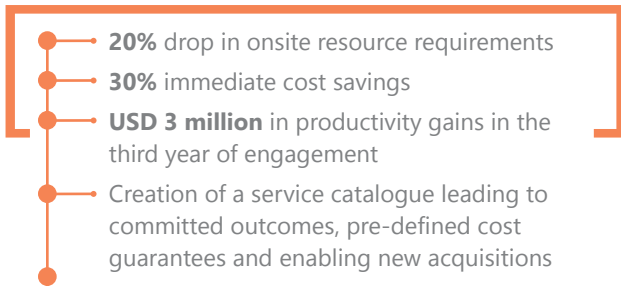 20% drop in onsite resource requirements
30% immediate cost savings
USD 3 million in productivity gains in the
third year of engagement
Creation of a service catalogue leading to
committed outcomes, pre-defined cost
guarantees and enabling new acquisitions